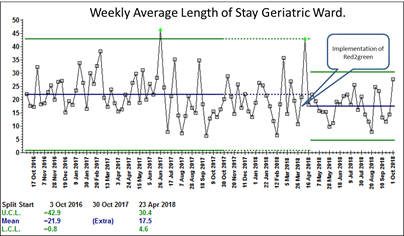 Weekly Average Length of Stay Geriatric Ward.
Implementation of
Red2green
50
45
40
35
30
25
20
15
10
5
0
17 Oct 2016
7 Nov 2016
28 Nov 2016
19 Dec 2016
9 Jan 2017
30 Jan 2017
20 Feb 2017
13 Mar 2017
3 Apr 2017
24 Apr 2017
15 May 2017
5 Jun 2017
26 Jun 2017
17 Jul 2017
7 Aug 2017
28 Aug 2017
18 Sep 2017
9 Oct 2017
30 Oct 2017
20 Nov 2017
11 Dec 2017
1 Jan 2018
22 Jan 2018
12 Feb 2018
5 Mar 2018
26 Mar 2018
16 Apr 2018
7 May 2018
28 May 2018
18 Jun 2018
9 Jul 2018
30 Jul 2018
20 Aug 2018
10 Sep 2018
1 Oct 2018
Split Start 3 Oct 2016 30 Oct 2017 23 Apr 2018
U.C.L. =42.9 30.4
Mean =21.9 (Extra) 17.5
L.C.L. =0.8 4.6